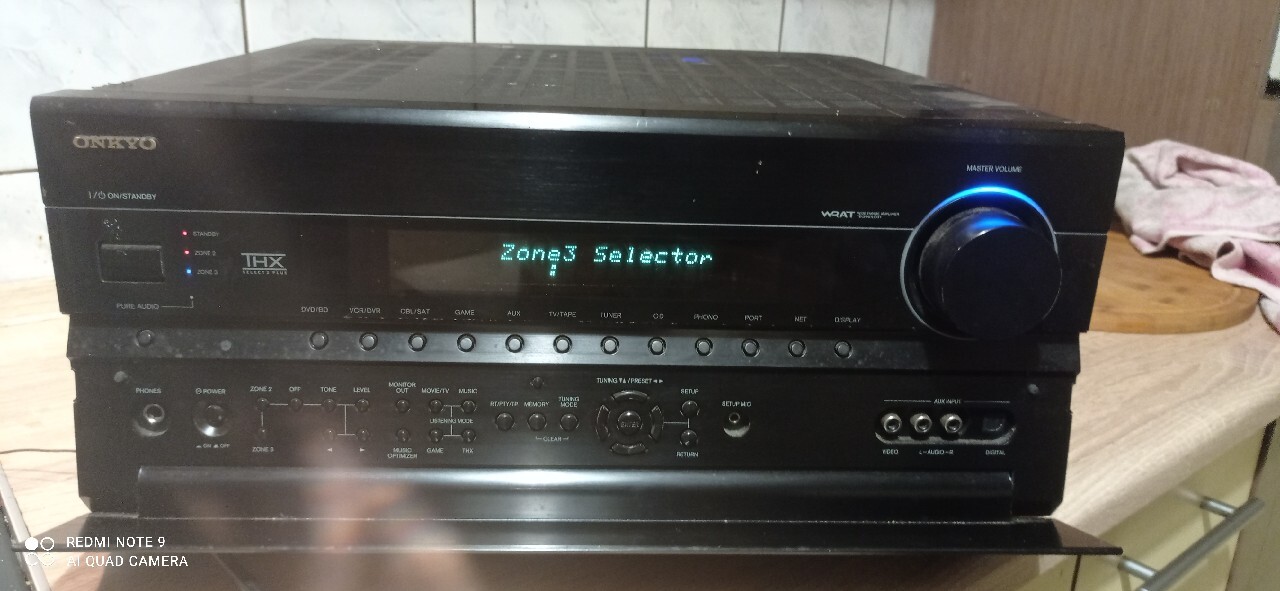 ONKYO
MASTER VOLUME
I/⏻ ON/STANDBY
WRAT
STANDBY
ZONE 2
ZONE 3
THX
SELECT2 PLUS
Zone3 Selector
PURE AUDIO
DVD/BD VCR/DVR CBL/SAT GAME AUX TV/TAPE TUNER CD PHONO PORT NET DISPLAY
PHONES
POWER
ON OFF
ZONE 2 OFF TONE LEVEL
ZONE 3
MONITOR OUT
MOVIE/TV MUSIC
LISTENING MODE
MUSIC OPTIMIZER
GAME THX
RT/PTY/TP MEMORY TUNING MODE
CLEAR
TUNING ▼▲ / PRESET ◄ ►
ENTER
SETUP
RETURN
SETUP MIC
AUX INPUT
VIDEO L-AUDIO-R DIGITAL
REDMI NOTE 9
AI QUAD CAMERA